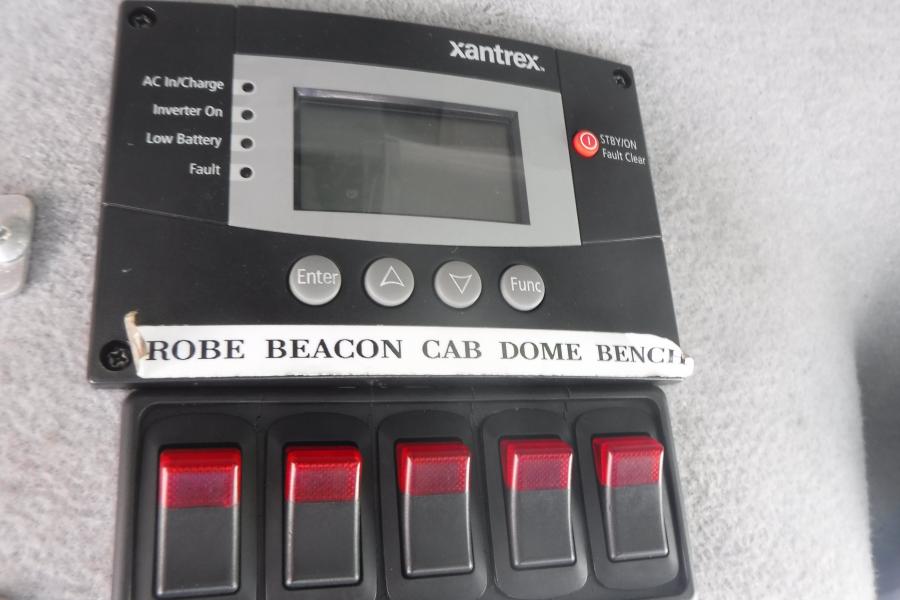 xantrex
AC In/Charge
Inverter On
Low Battery
Fault
STBY/ON
Fault Clear
Enter
Func
ROBE BEACON CAB DOME BENCH